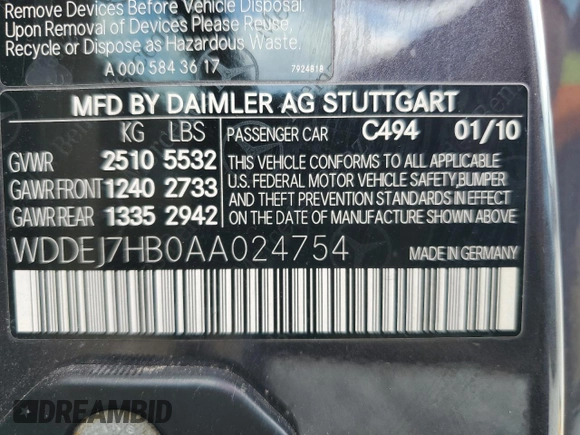 Remove Devices Before Vehicle Disposal.
Upon Removal of Devices Please Reuse,
Recycle or Dispose as Hazardous Waste.
A 000 584 36 17 7924818
MFD BY DAIMLER AG STUTTGART
KG LBS PASSENGER CAR C494 01/10
GVWR 2510 5532 THIS VEHICLE CONFORMS TO ALL APPLICABLE
GAWR FRONT 1240 2733 U.S. FEDERAL MOTOR VEHICLE SAFETY,BUMPER
AND THEFT PREVENTION STANDARDS IN EFFECT
GAWR REAR 1335 2942 ON THE DATE OF MANUFACTURE SHOWN ABOVE.
WDDEJ7HB0AA024754 MADE IN GERMANY
DREAMBID